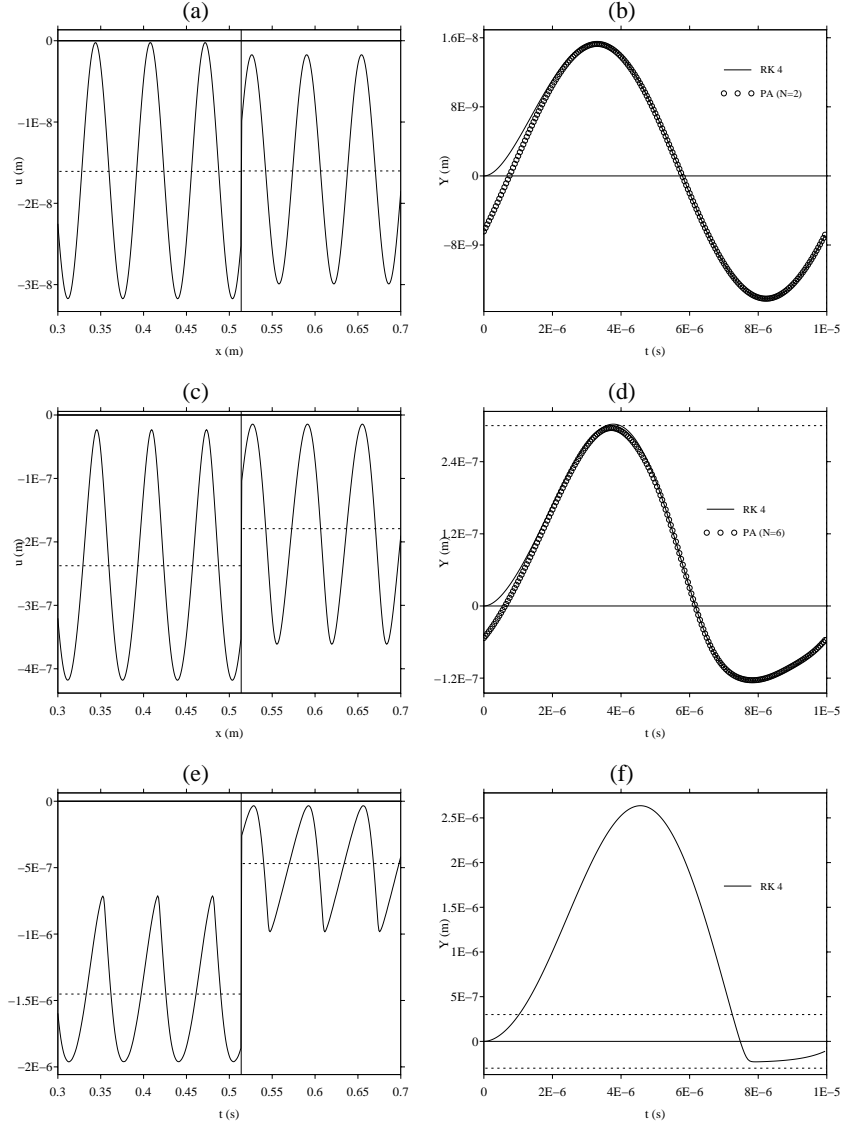 (a)
0
−1E−8
−2E−8
−3E−8
u (m)
0.3 0.35 0.4 0.45 0.5 0.55 0.6 0.65 0.7
x (m)
(b)
1.6E−8
8E−9
0
−8E−9
Y (m)
RK 4
PA (N=2)
0 2E−6 4E−6 6E−6 8E−6 1E−5
t (s)
(c)
0
−1E−7
−2E−7
−3E−7
−4E−7
u (m)
0.3 0.35 0.4 0.45 0.5 0.55 0.6 0.65 0.7
x (m)
(d)
2.4E−7
1.2E−7
0
−1.2E−7
Y (m)
RK 4
PA (N=6)
0 2E−6 4E−6 6E−6 8E−6 1E−5
t (s)
(e)
0
−5E−7
−1E−6
−1.5E−6
−2E−6
u (m)
0.3 0.35 0.4 0.45 0.5 0.55 0.6 0.65 0.7
t (s)
(f)
2.5E−6
2E−6
1.5E−6
1E−6
5E−7
0
Y (m)
RK 4
0 2E−6 4E−6 6E−6 8E−6 1E−5
t (s)